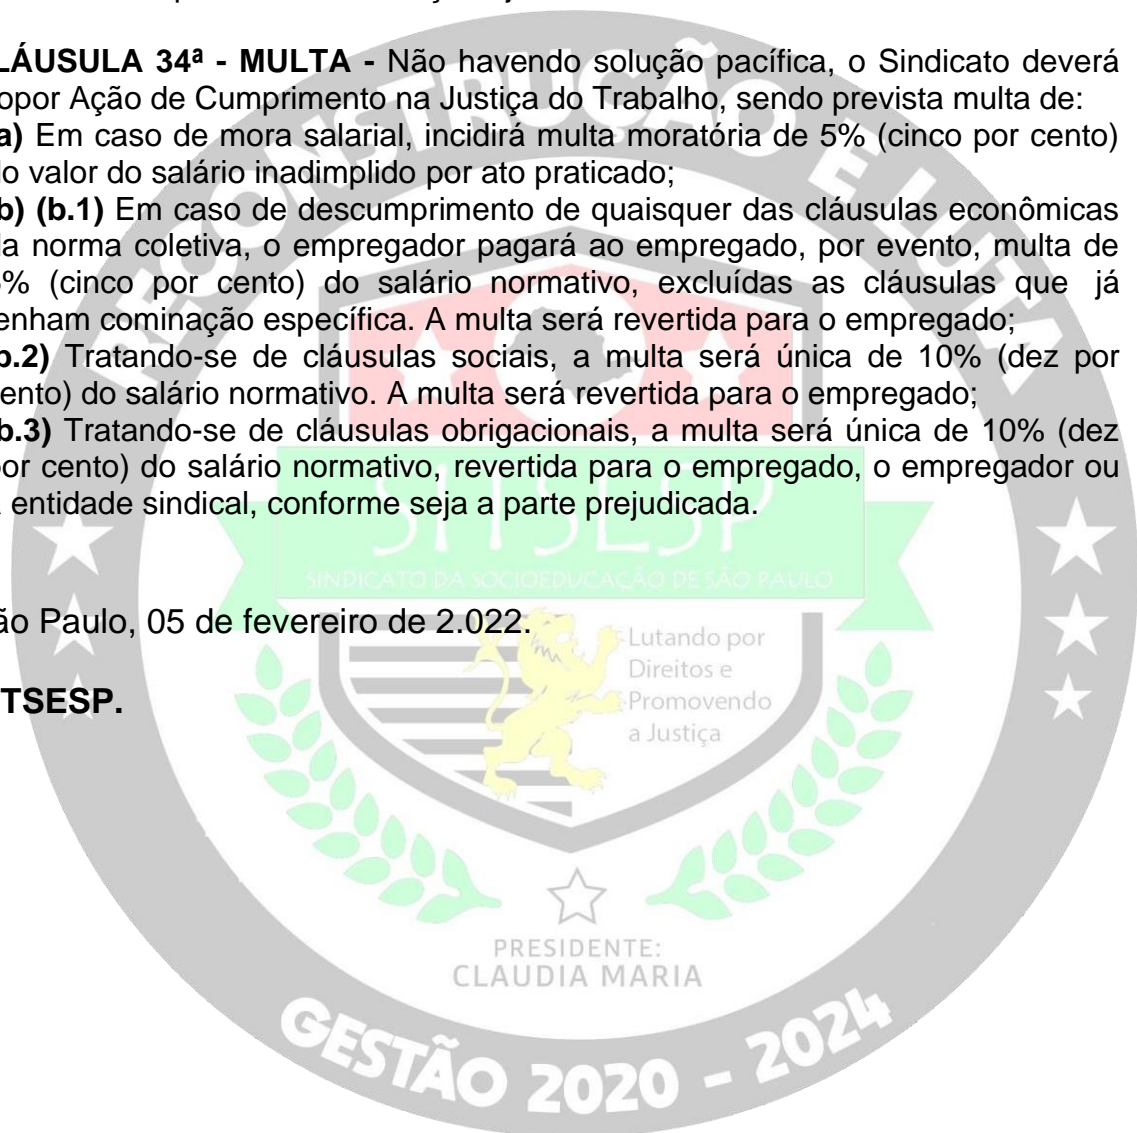 LÁUSULA 34ª - MULTA - Não havendo solução pacífica, o Sindicato deverá
opor Ação de Cumprimento na Justiça do Trabalho, sendo prevista multa de:
a) Em caso de mora salarial, incidirá multa moratória de 5% (cinco por cento)
do valor do salário inadimplido por ato praticado;
b) (b.1) Em caso de descumprimento de quaisquer das cláusulas econômicas
da norma coletiva, o empregador pagará ao empregado, por evento, multa de
5% (cinco por cento) do salário normativo, excluídas as cláusulas que já
enham cominação específica. A multa será revertida para o empregado;
b.2) Tratando-se de cláusulas sociais, a multa será única de 10% (dez por
ento) do salário normativo. A multa será revertida para o empregado;
b.3) Tratando-se de cláusulas obrigacionais, a multa será única de 10% (dez
por cento) do salário normativo, revertida para o empregado, o empregador ou
a entidade sindical, conforme seja a parte prejudicada.
ão Paulo, 05 de fevereiro de 2.022.
TSESP.
RECONSTRUÇÃO E LUTA
SITSESP
SINDICATO DA SOCIOEDUCAÇÃO DE SÃO PAULO
Lutando por
Direitos e
Promovendo
a Justiça
PRESIDENTE:
CLAUDIA MARIA
GESTÃO 2020 - 2024